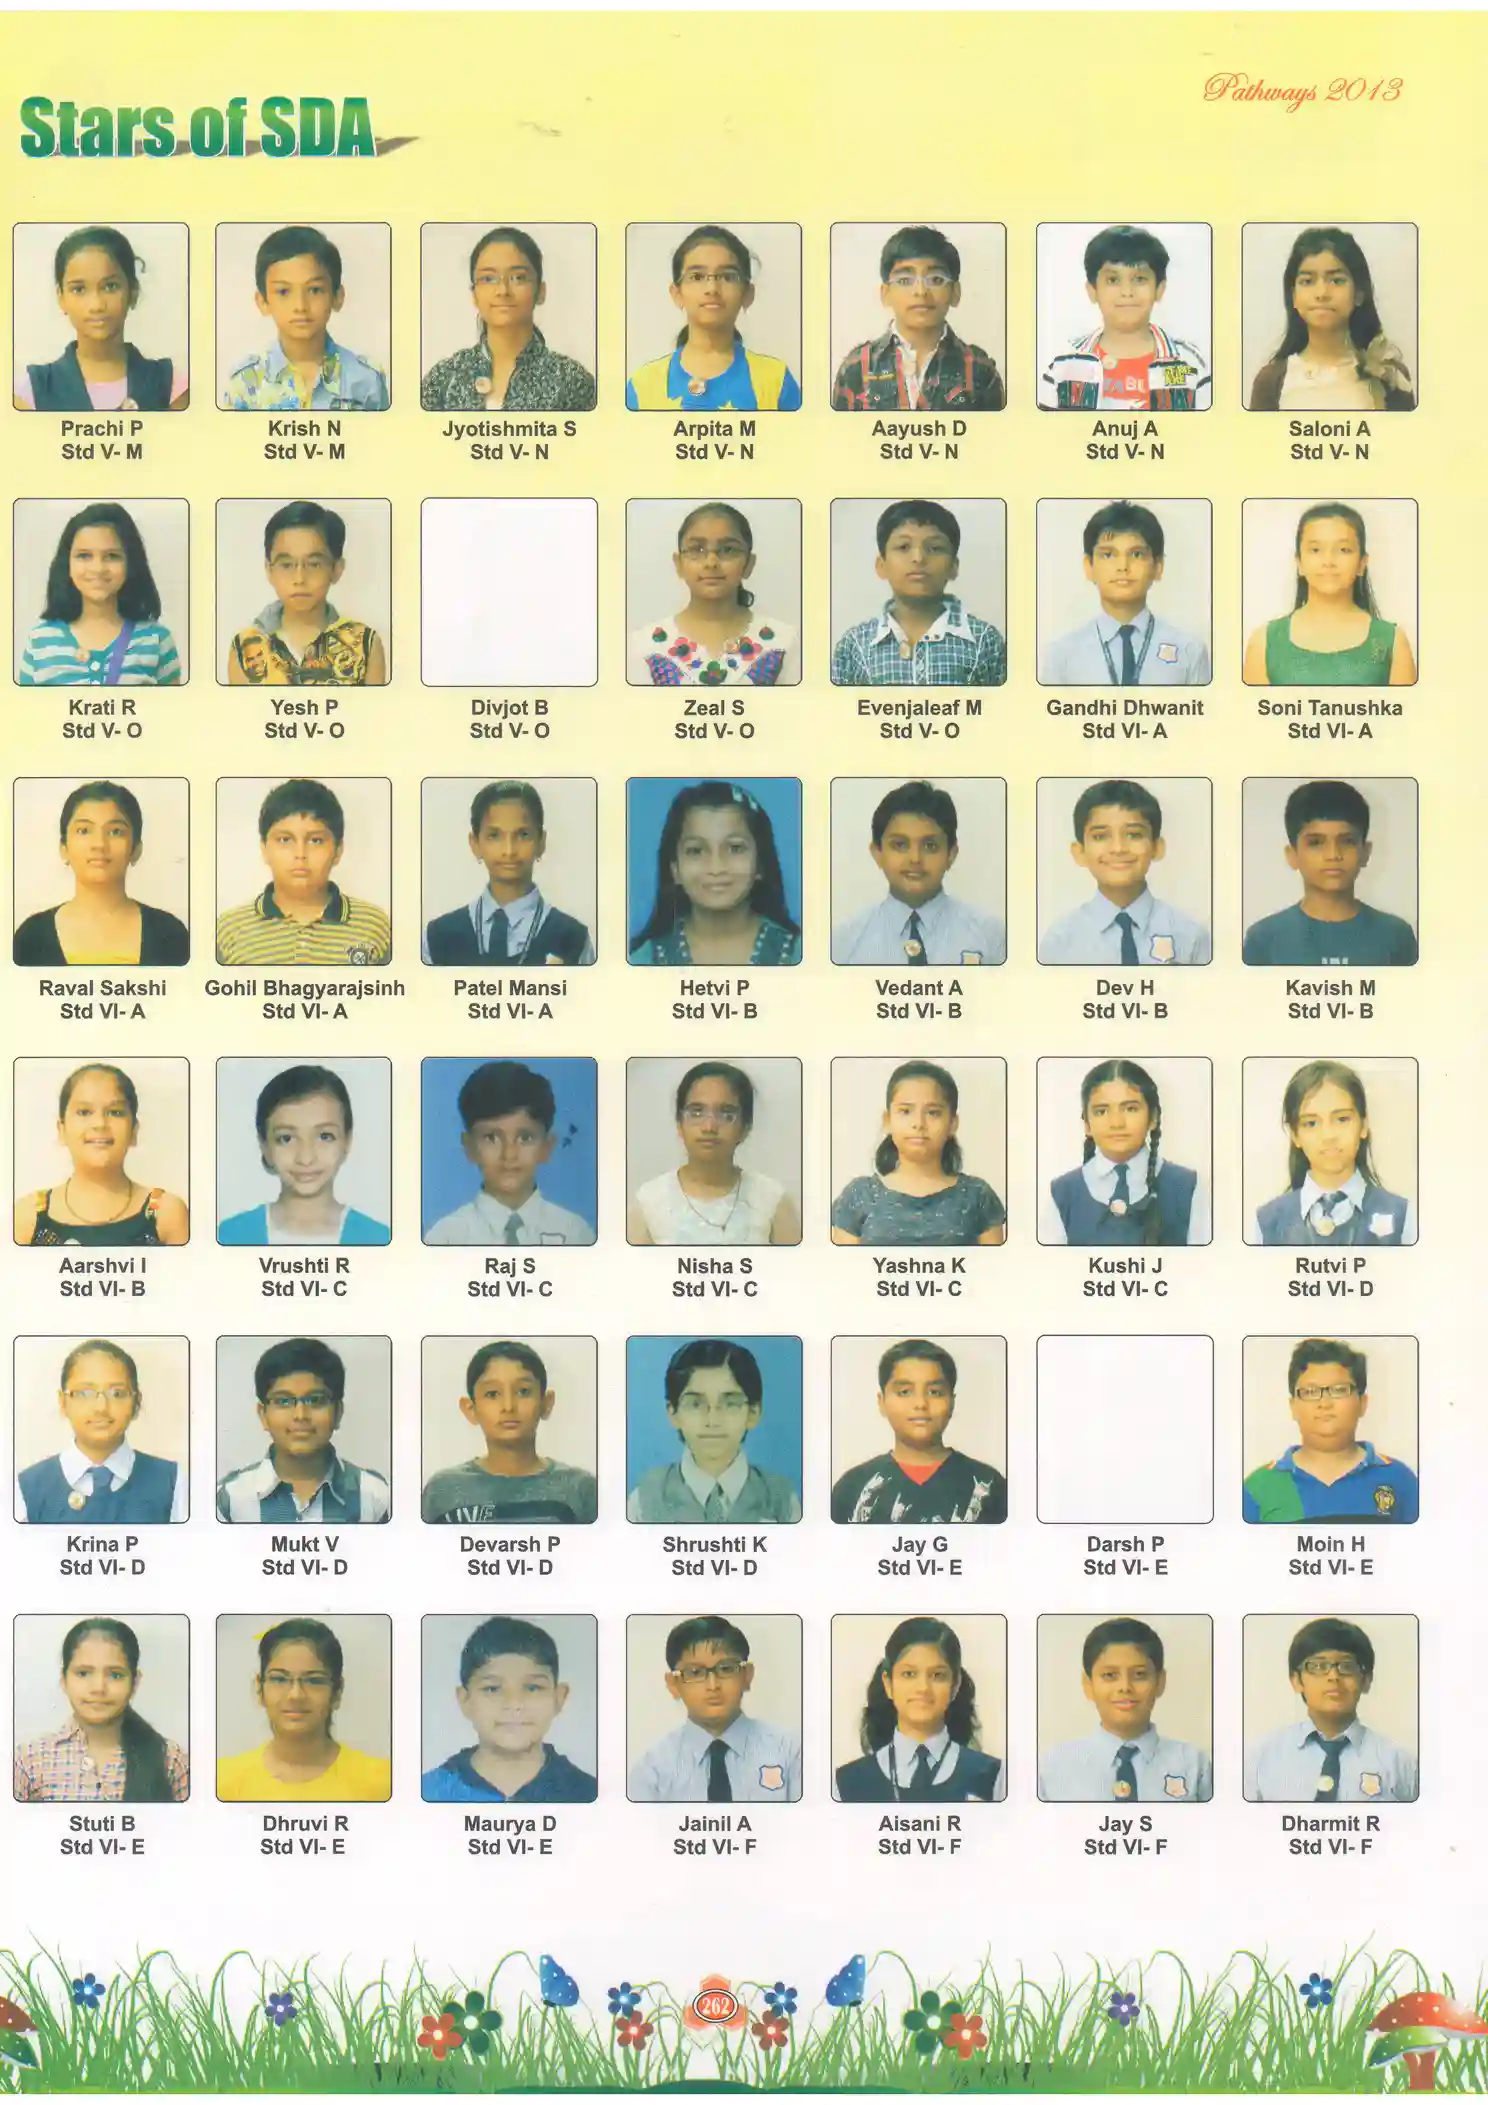 Pathways 2013
Stars of SDA
Prachi P
Std V- M
Krish N
Std V- M
Jyotishmita S
Std V- N
Arpita M
Std V- N
Aayush D
Std V- N
Anuj A
Std V- N
Saloni A
Std V- N
Krati R
Std V- O
Yesh P
Std V- O
Divjot B
Std V- O
Zeal S
Std V- O
Evenjaleaf M
Std V- O
Gandhi Dhwanit
Std VI- A
Soni Tanushka
Std VI- A
Raval Sakshi
Std VI- A
Gohil Bhagyarajsinh
Std VI- A
Patel Mansi
Std VI- A
Hetvi P
Std VI- B
Vedant A
Std VI- B
Dev H
Std VI- B
Kavish M
Std VI- B
Aarshvi I
Std VI- B
Vrushti R
Std VI- C
Raj S
Std VI- C
Nisha S
Std VI- C
Yashna K
Std VI- C
Kushi J
Std VI- C
Rutvi P
Std VI- D
Krina P
Std VI- D
Mukt V
Std VI- D
Devarsh P
Std VI- D
Shrushti K
Std VI- D
Jay G
Std VI- E
Darsh P
Std VI- E
Moin H
Std VI- E
Stuti B
Std VI- E
Dhruvi R
Std VI- E
Maurya D
Std VI- E
Jainil A
Std VI- F
Aisani R
Std VI- F
Jay S
Std VI- F
Dharmit R
Std VI- F
262